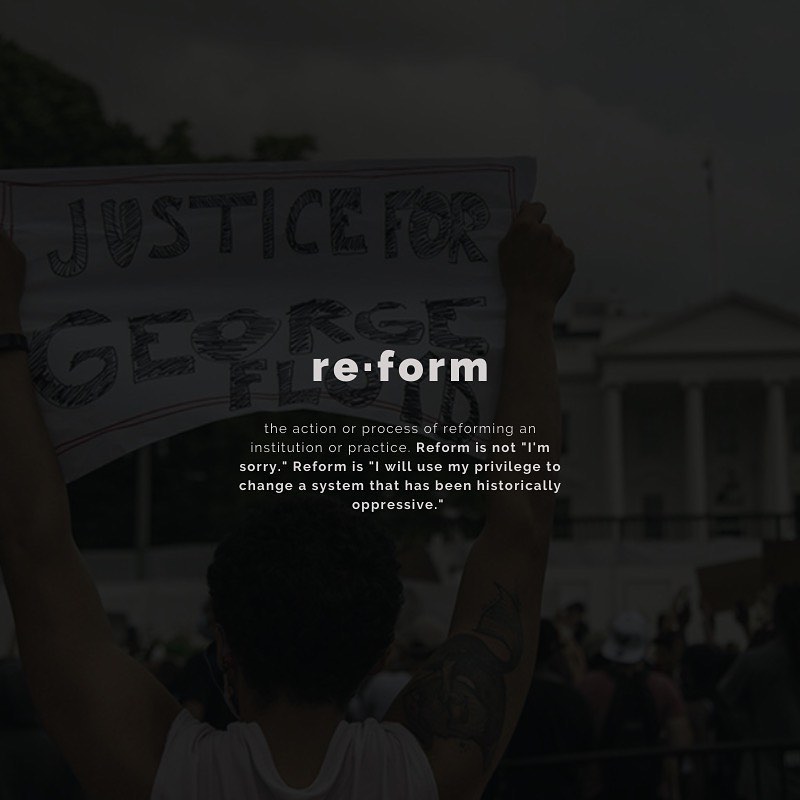 JUSTICE FOR
GEORGE
FLOYD
re·form
the action or process of reforming an
institution or practice. Reform is not "I'm
sorry." Reform is "I will use my privilege to
change a system that has been historically
oppressive."